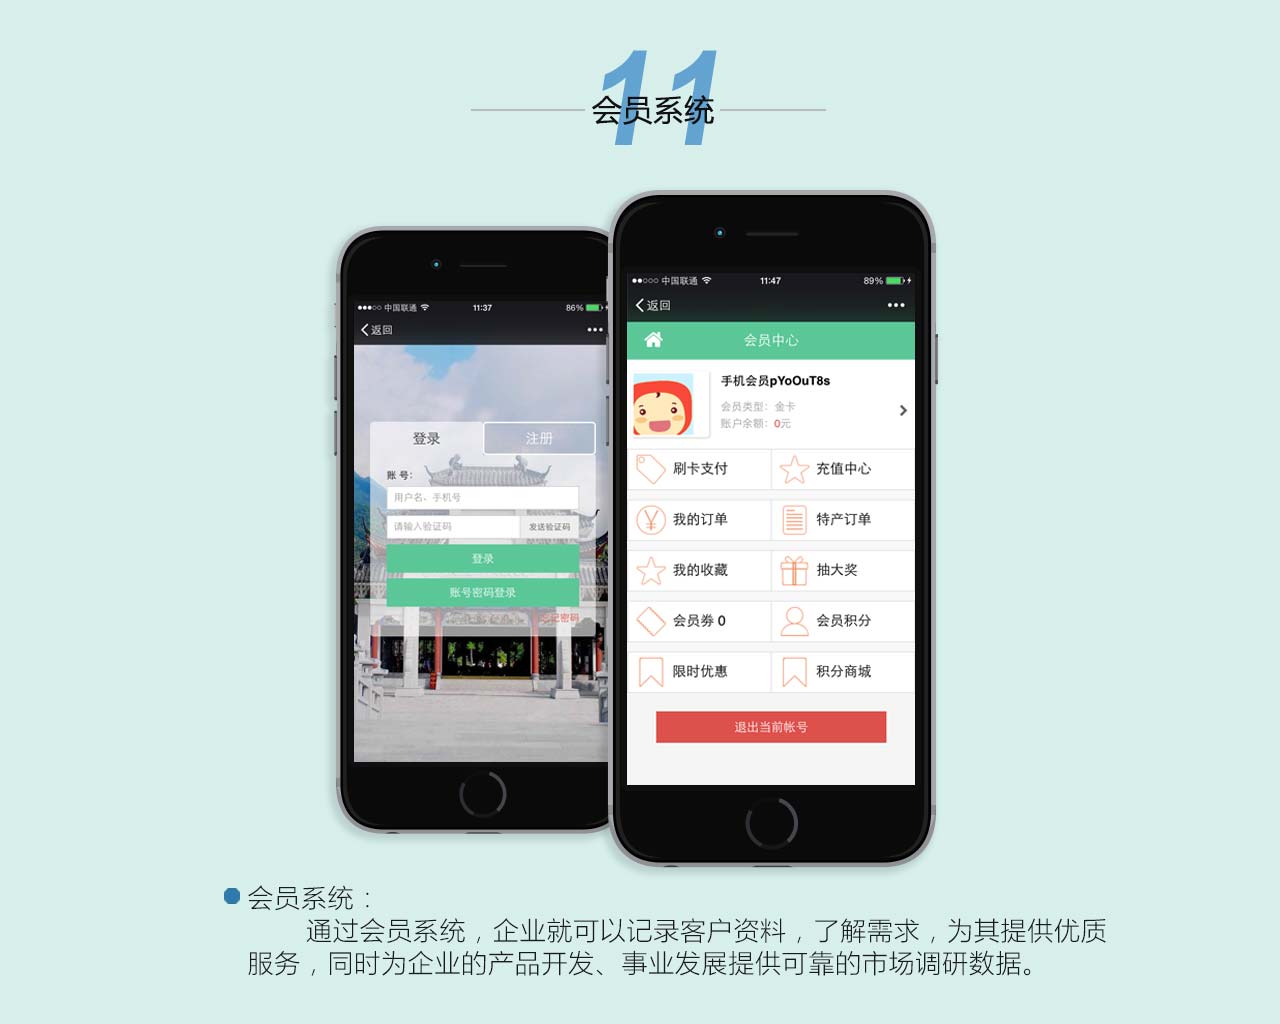 11
会员系统
中国联通 11:37 86%
返回
登录 注册
账 号：
用户名、手机号
请输入验证码 发送验证码
登录
账号密码登录
忘记密码
中国联通 11:47 89%
返回
会员中心
手机会员pYoOuT8s
会员类型：金卡
账户余额：0元
刷卡支付 充值中心
我的订单 特产订单
我的收藏 抽大奖
会员券 0 会员积分
限时优惠 积分商城
退出当前帐号
会员系统：
通过会员系统，企业就可以记录客户资料，了解需求，为其提供优质
服务，同时为企业的产品开发、事业发展提供可靠的市场调研数据。